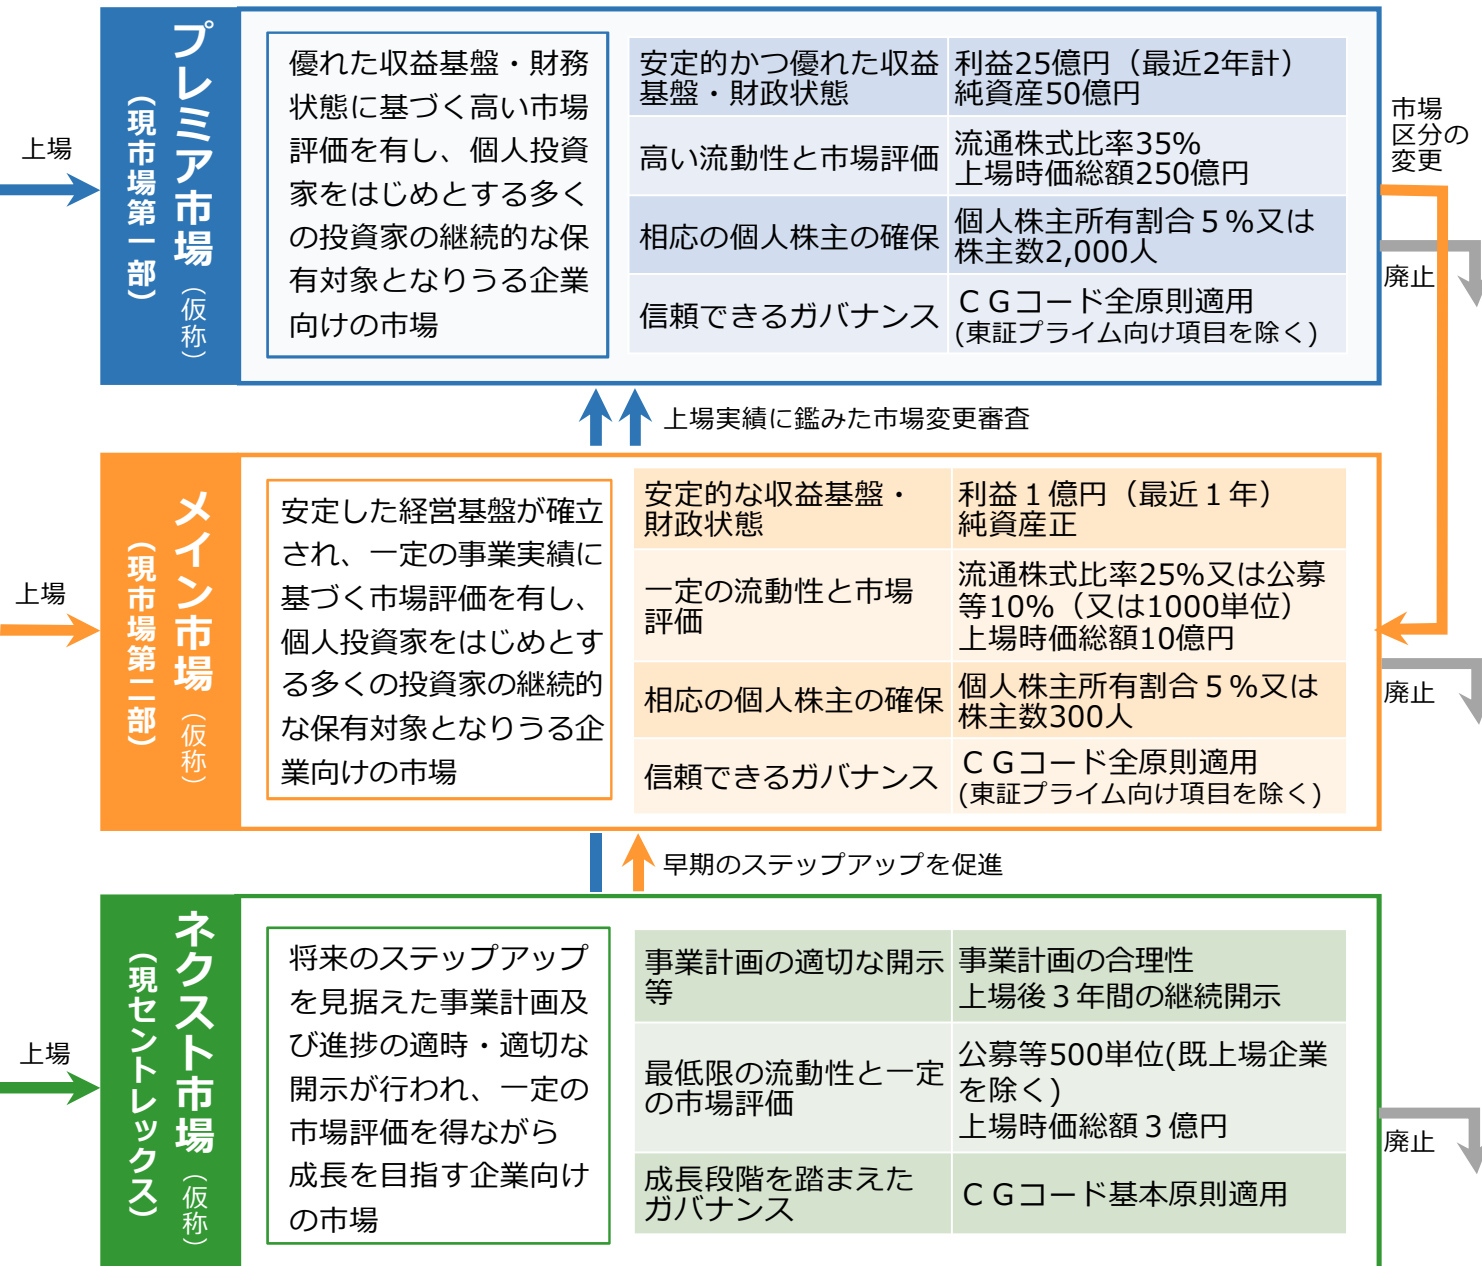 上場
プレミア市場（仮称）
（現市場第一部）
優れた収益基盤・財務
状態に基づく高い市場
評価を有し、個人投資
家をはじめとする多く
の投資家の継続的な保
有対象となりうる企業
向けの市場
安定的かつ優れた収益
基盤・財政状態
利益25億円（最近2年計）
純資産50億円
高い流動性と市場評価
流通株式比率35%
上場時価総額250億円
相応の個人株主の確保
個人株主所有割合５%又は
株主数2,000人
信頼できるガバナンス
ＣＧコード全原則適用
(東証プライム向け項目を除く)
市場
区分の
変更
廃止
上場実績に鑑みた市場変更審査
上場
メイン市場（仮称）
（現市場第二部）
安定した経営基盤が確立
され、一定の事業実績に
基づく市場評価を有し、
個人投資家をはじめとす
る多くの投資家の継続的
な保有対象となりうる企
業向けの市場
安定的な収益基盤・
財政状態
利益１億円（最近１年）
純資産正
一定の流動性と市場
評価
流通株式比率25%又は公募
等10%（又は1000単位）
上場時価総額10億円
相応の個人株主の確保
個人株主所有割合５%又は
株主数300人
信頼できるガバナンス
ＣＧコード全原則適用
(東証プライム向け項目を除く)
廃止
早期のステップアップを促進
上場
ネクスト市場（仮称）
（現セントレックス）
将来のステップアップ
を見据えた事業計画及
び進捗の適時・適切な
開示が行われ、一定の
市場評価を得ながら
成長を目指す企業向け
の市場
事業計画の適切な開示
等
事業計画の合理性
上場後３年間の継続開示
最低限の流動性と一定
の市場評価
公募等500単位(既上場企業
を除く)
上場時価総額３億円
成長段階を踏まえた
ガバナンス
ＣＧコード基本原則適用
廃止